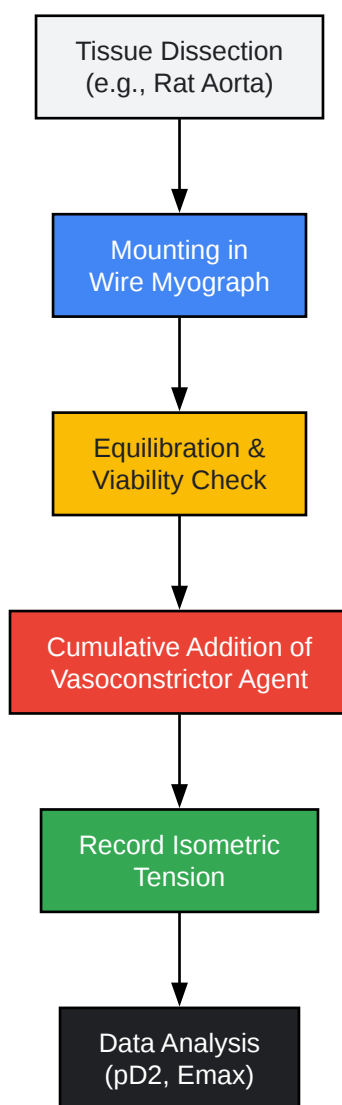 Tissue Dissection
(e.g., Rat Aorta)
Mounting in
Wire Myograph
Equilibration &
Viability Check
Cumulative Addition of
Vasoconstrictor Agent
Record Isometric
Tension
Data Analysis
(pD2, Emax)